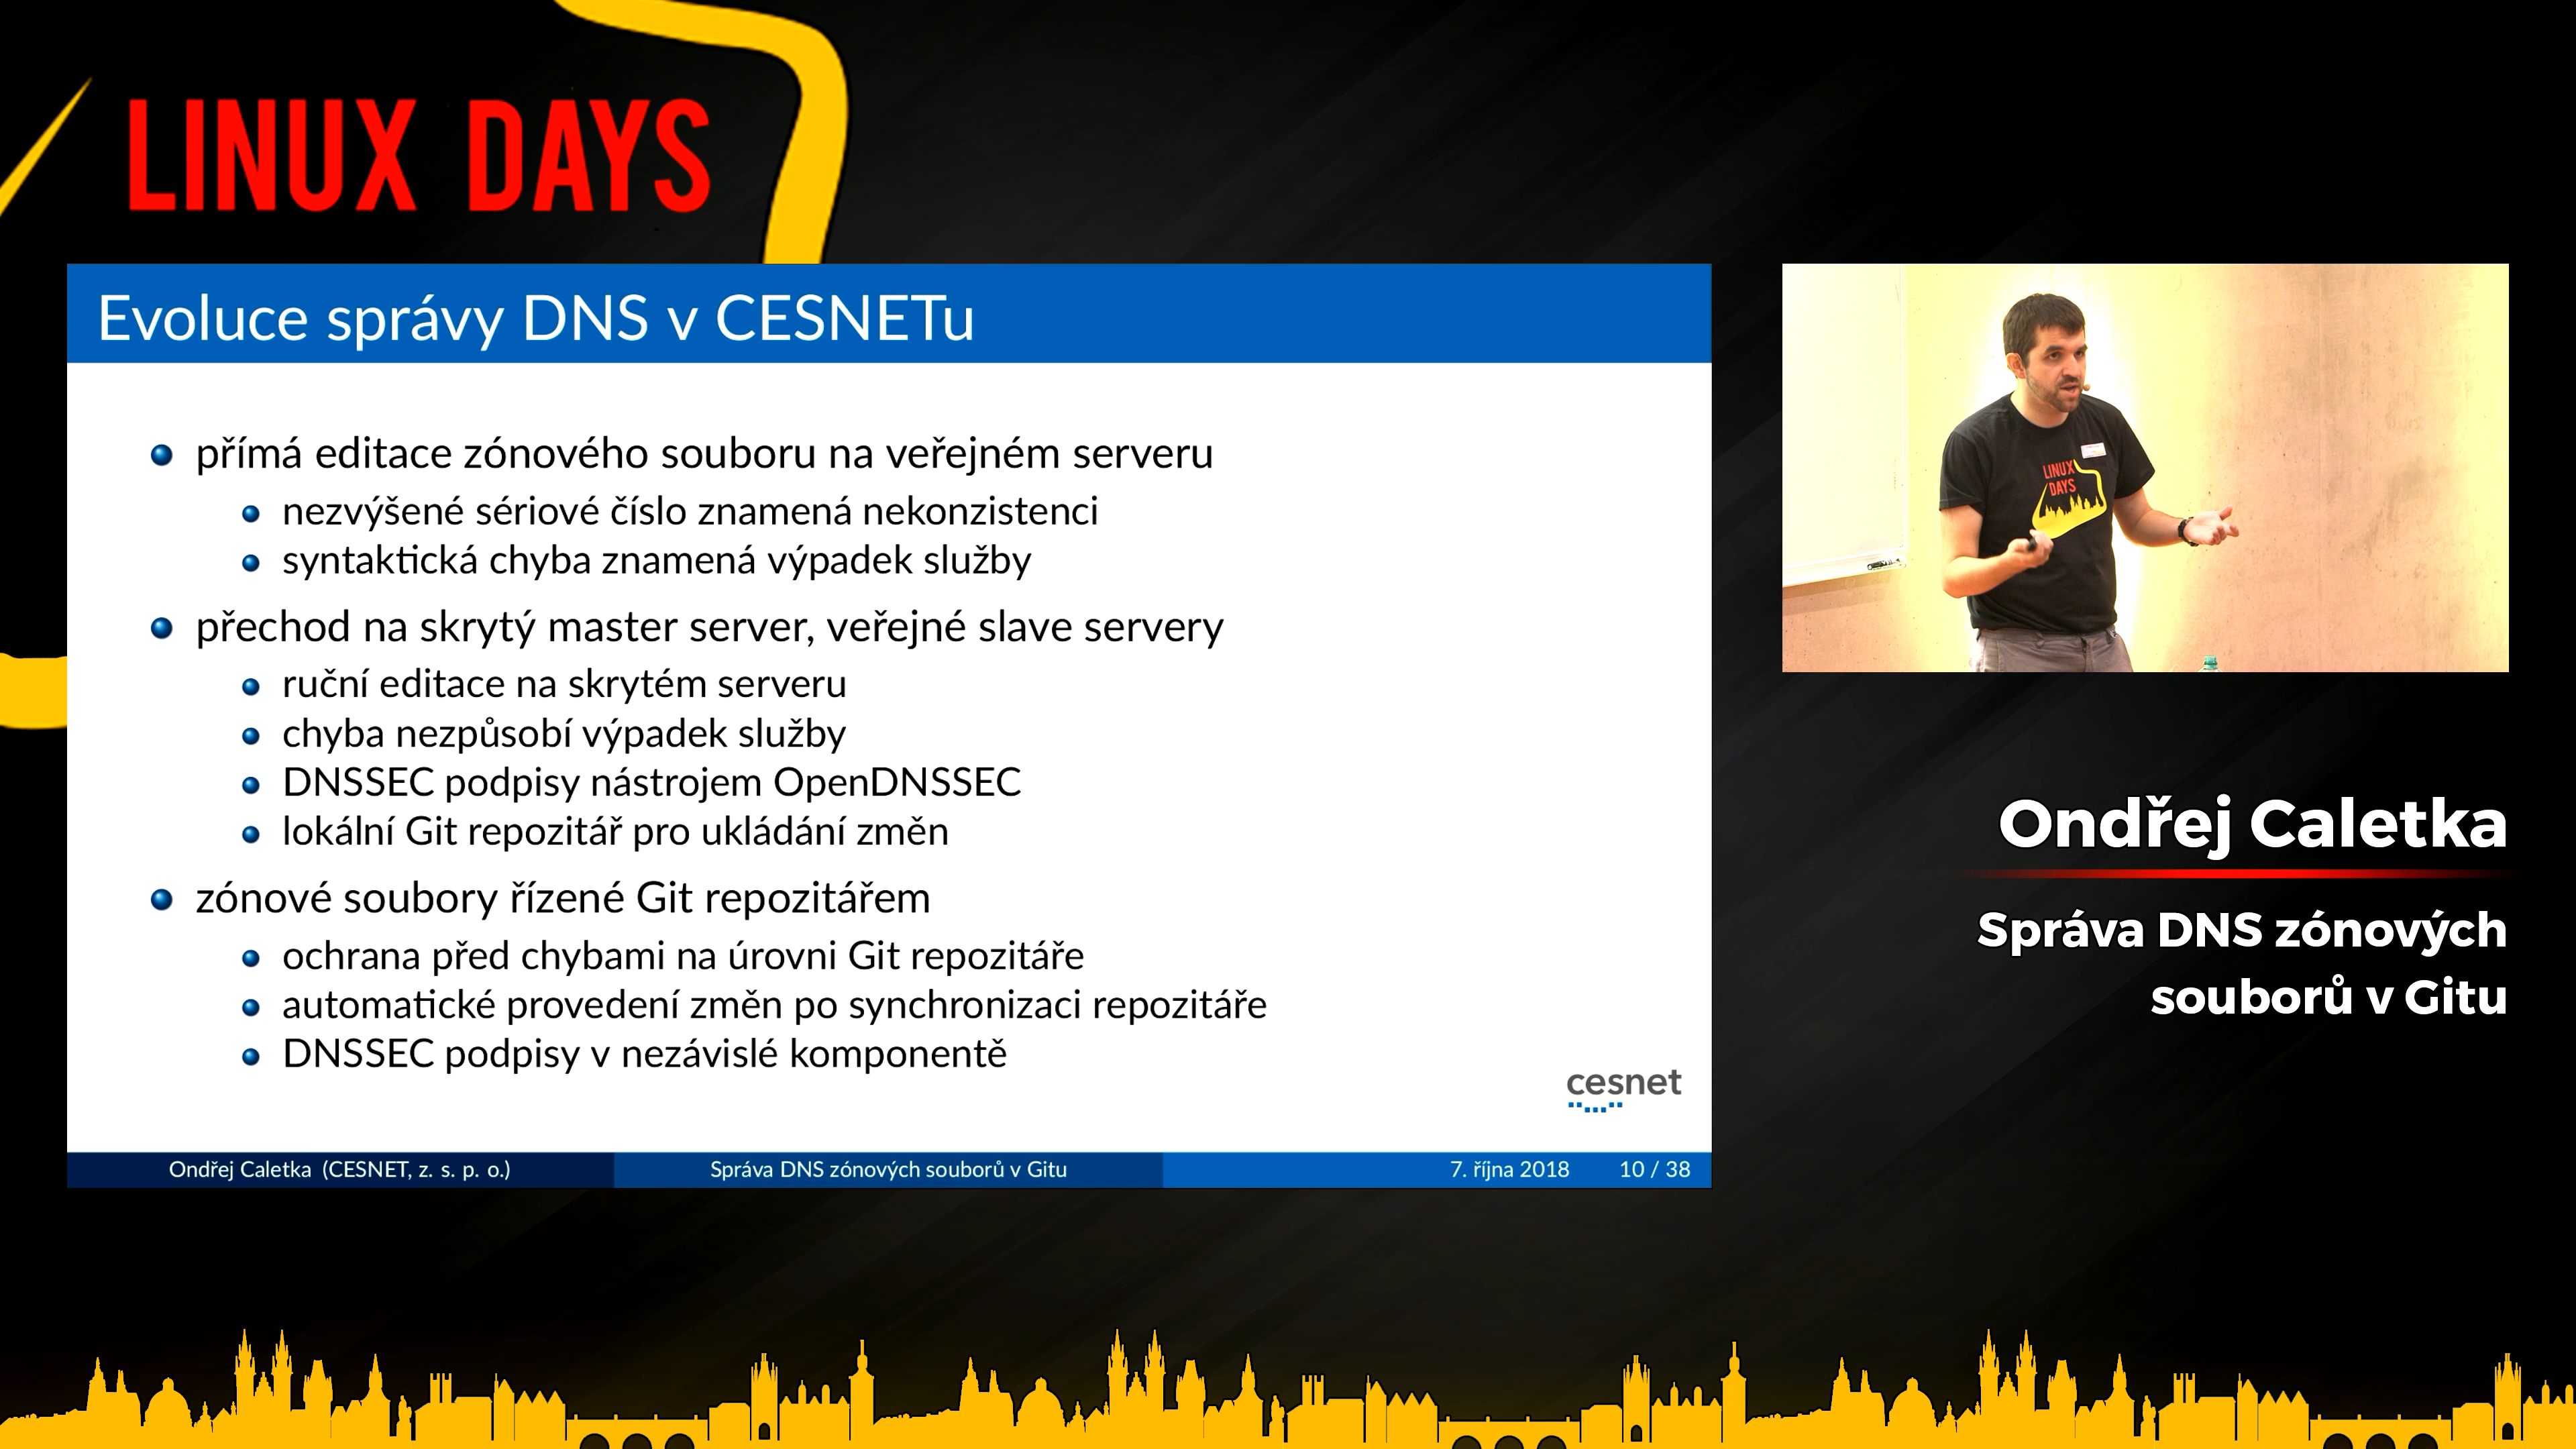 LINUX DAYS
Evoluce správy DNS v CESNETu
přímá editace zónového souboru na veřejném serveru
nezvýšené sériové číslo znamená nekonzistenci
syntaktická chyba znamená výpadek služby
přechod na skrytý master server, veřejné slave servery
ruční editace na skrytém serveru
chyba nezpůsobí výpadek služby
DNSSEC podpisy nástrojem OpenDNSSEC
lokální Git repozitář pro ukládání změn
zónové soubory řízené Git repozitářem
ochrana před chybami na úrovni Git repozitáře
automatické provedení změn po synchronizaci repozitáře
DNSSEC podpisy v nezávislé komponentě
cesnet
Ondřej Caletka (CESNET, z. s. p. o.)
Správa DNS zónových souborů v Gitu
7. října 2018
10 / 38
LINUX
DAYS
Ondřej Caletka
Správa DNS zónových
souborů v Gitu